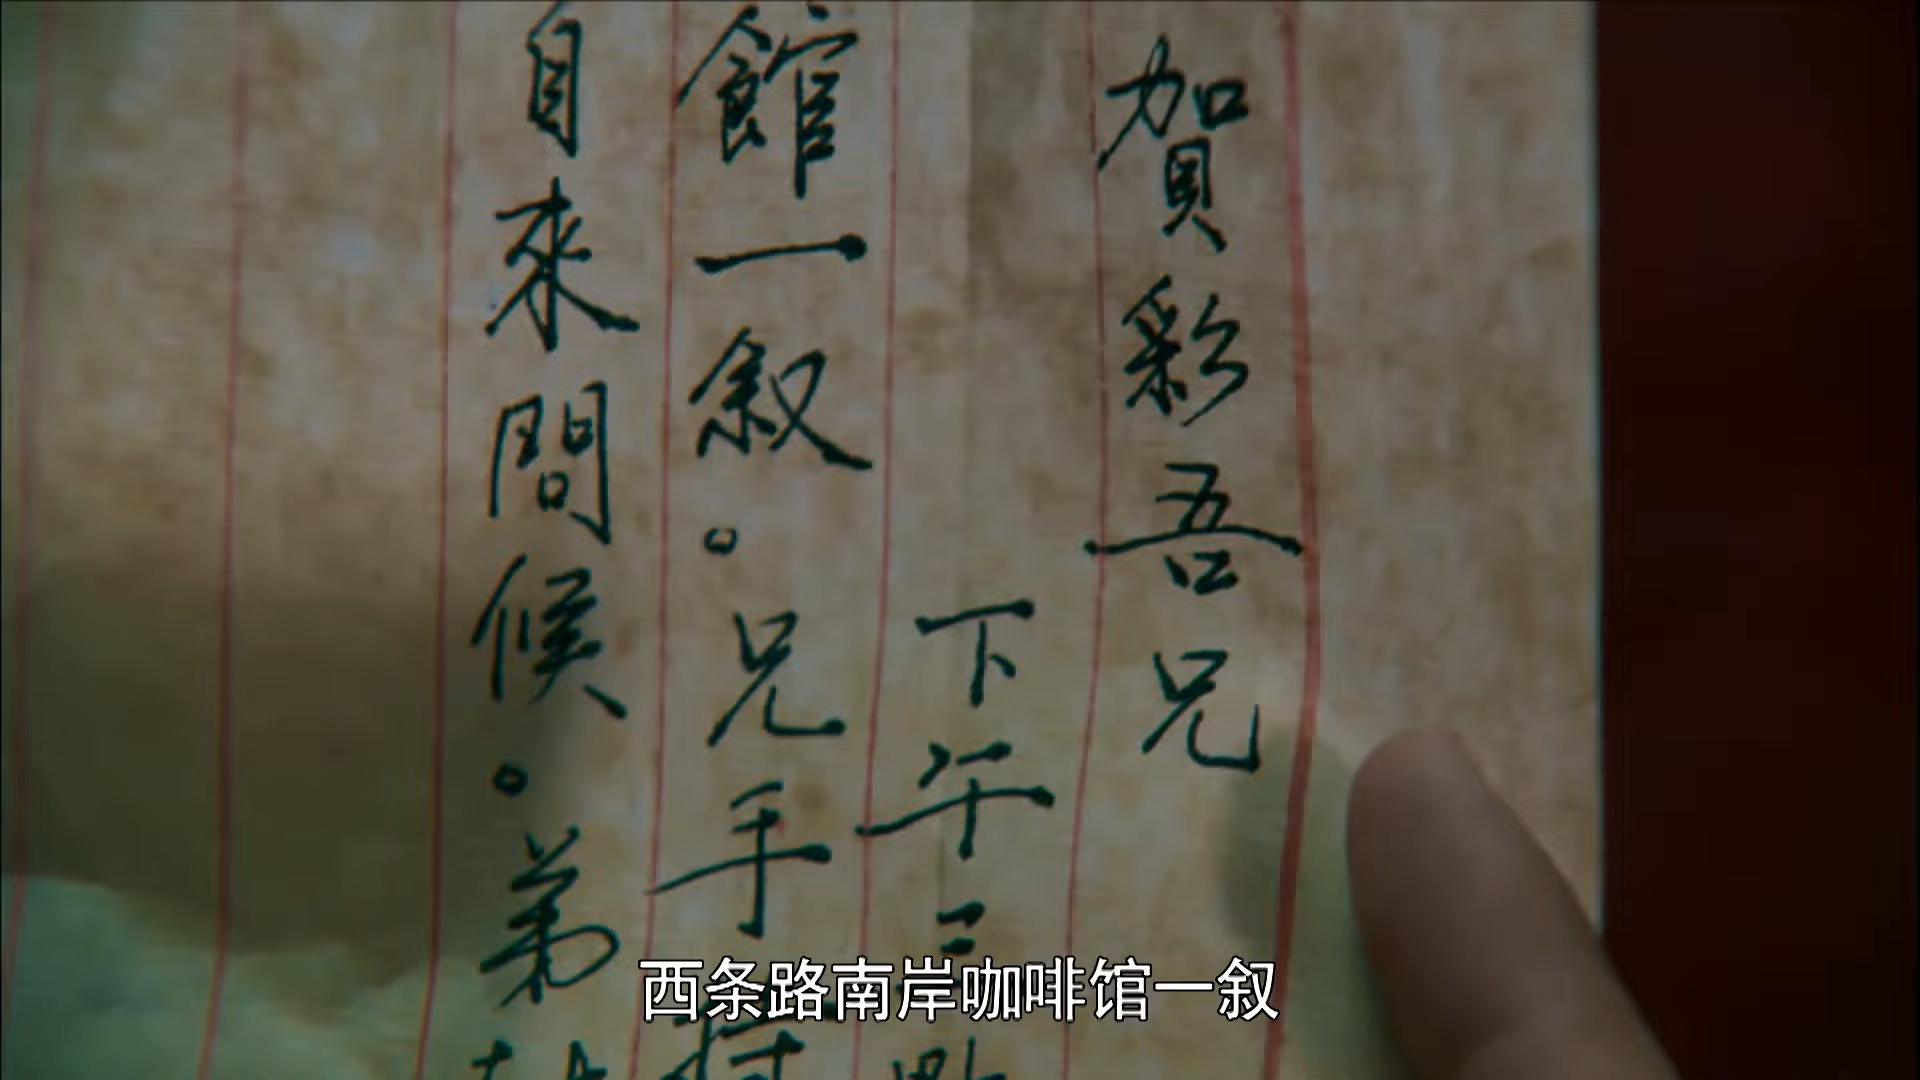 賀彩吾兄
下午三
館一叙。兄手
自來問候。弟
西条路南岸咖啡馆一叙